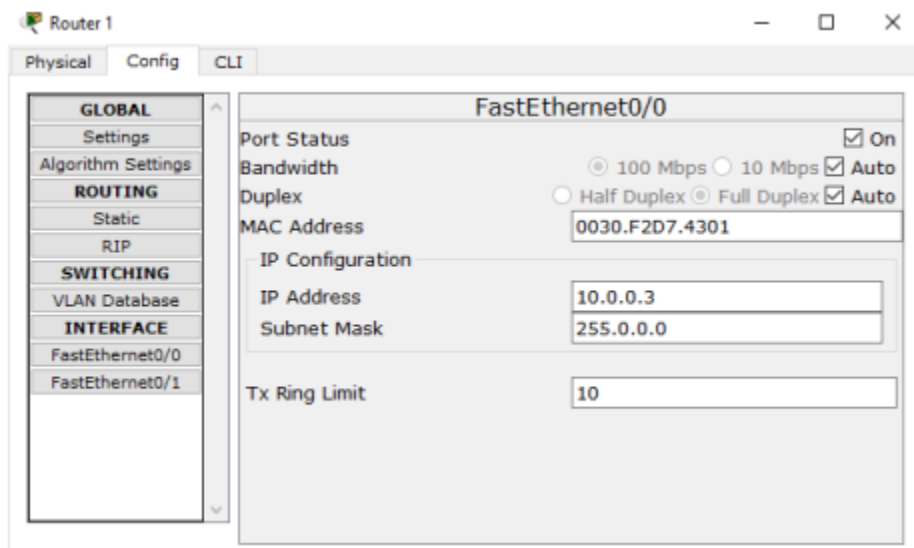 Router 1
Physical Config CLI
GLOBAL
Settings
Algorithm Settings
ROUTING
Static
RIP
SWITCHING
VLAN Database
INTERFACE
FastEthernet0/0
FastEthernet0/1
FastEthernet0/0
Port Status On
Bandwidth 100 Mbps 10 Mbps Auto
Duplex Half Duplex Full Duplex Auto
MAC Address 0030.F2D7.4301
IP Configuration
IP Address 10.0.0.3
Subnet Mask 255.0.0.0
Tx Ring Limit 10